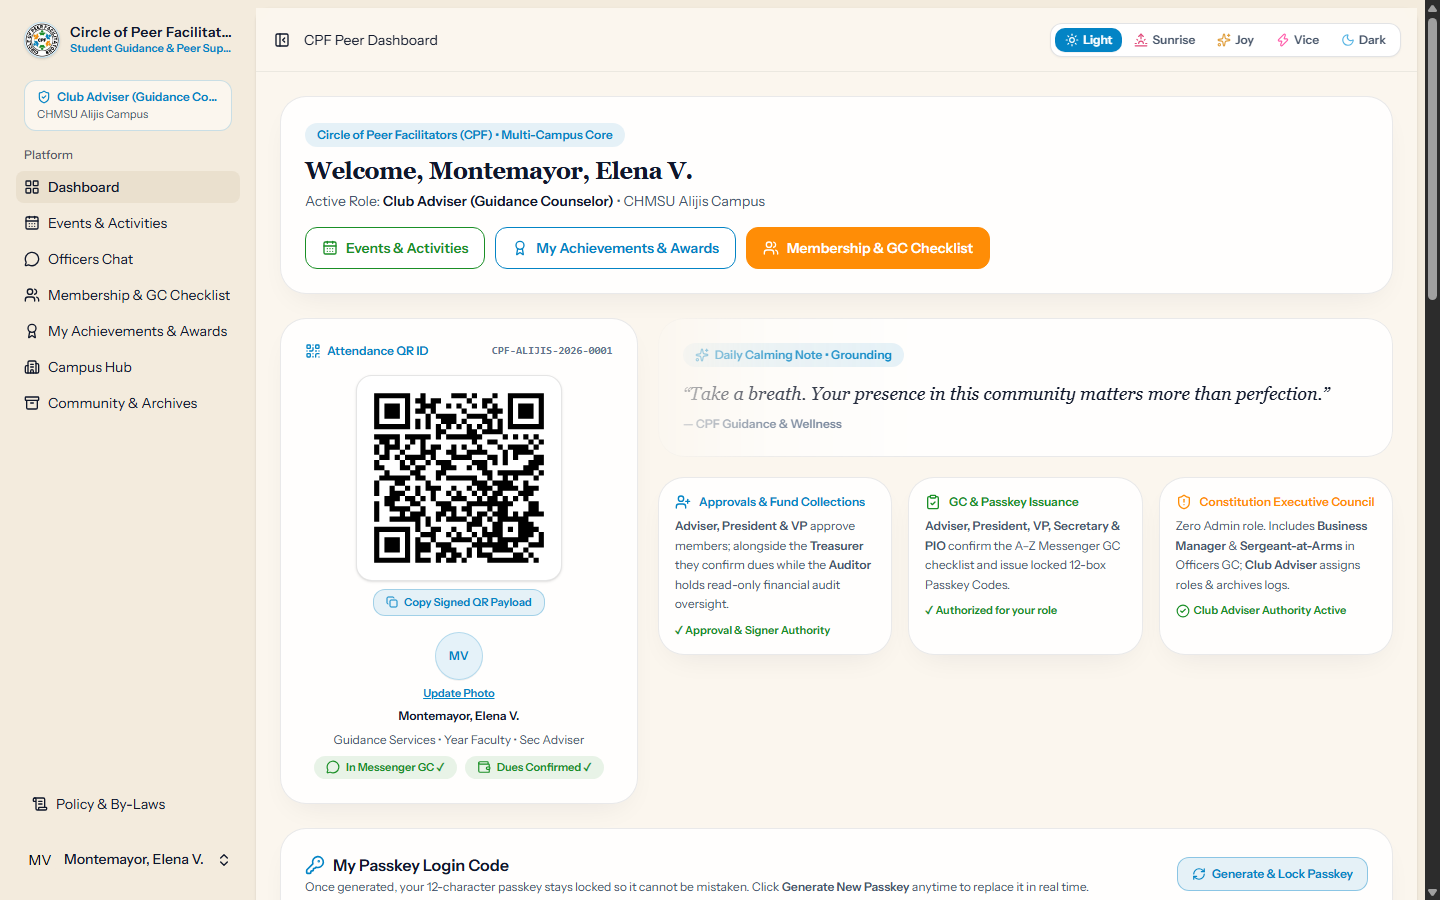 Circle of Peer Facilitat...
Student Guidance & Peer Sup...
Club Adviser (Guidance Co...
CHMSU Alijis Campus
Platform
Dashboard
Events & Activities
Officers Chat
Membership & GC Checklist
My Achievements & Awards
Campus Hub
Community & Archives
Policy & By-Laws
MV Montemayor, Elena V.
CPF Peer Dashboard
Light Sunrise Joy Vice Dark
Circle of Peer Facilitators (CPF) • Multi-Campus Core
Welcome, Montemayor, Elena V.
Active Role: Club Adviser (Guidance Counselor) • CHMSU Alijis Campus
Events & Activities My Achievements & Awards Membership & GC Checklist
Attendance QR ID CPF-ALIJIS-2026-0001
Copy Signed QR Payload
MV
Update Photo
Montemayor, Elena V.
Guidance Services • Year Faculty • Sec Adviser
In Messenger GC ✓ Dues Confirmed ✓
Daily Calming Note • Grounding
“Take a breath. Your presence in this community matters more than perfection.”
— CPF Guidance & Wellness
Approvals & Fund Collections
Adviser, President & VP approve
members; alongside the Treasurer
they confirm dues while the Auditor
holds read-only financial audit
oversight.
✓ Approval & Signer Authority
GC & Passkey Issuance
Adviser, President, VP, Secretary &
PIO confirm the A–Z Messenger GC
checklist and issue locked 12-box
Passkey Codes.
✓ Authorized for your role
Constitution Executive Council
Zero Admin role. Includes Business
Manager & Sergeant-at-Arms in
Officers GC; Club Adviser assigns
roles & archives logs.
Club Adviser Authority Active
My Passkey Login Code
Once generated, your 12-character passkey stays locked so it cannot be mistaken. Click Generate New Passkey anytime to replace it in real time.
Generate & Lock Passkey